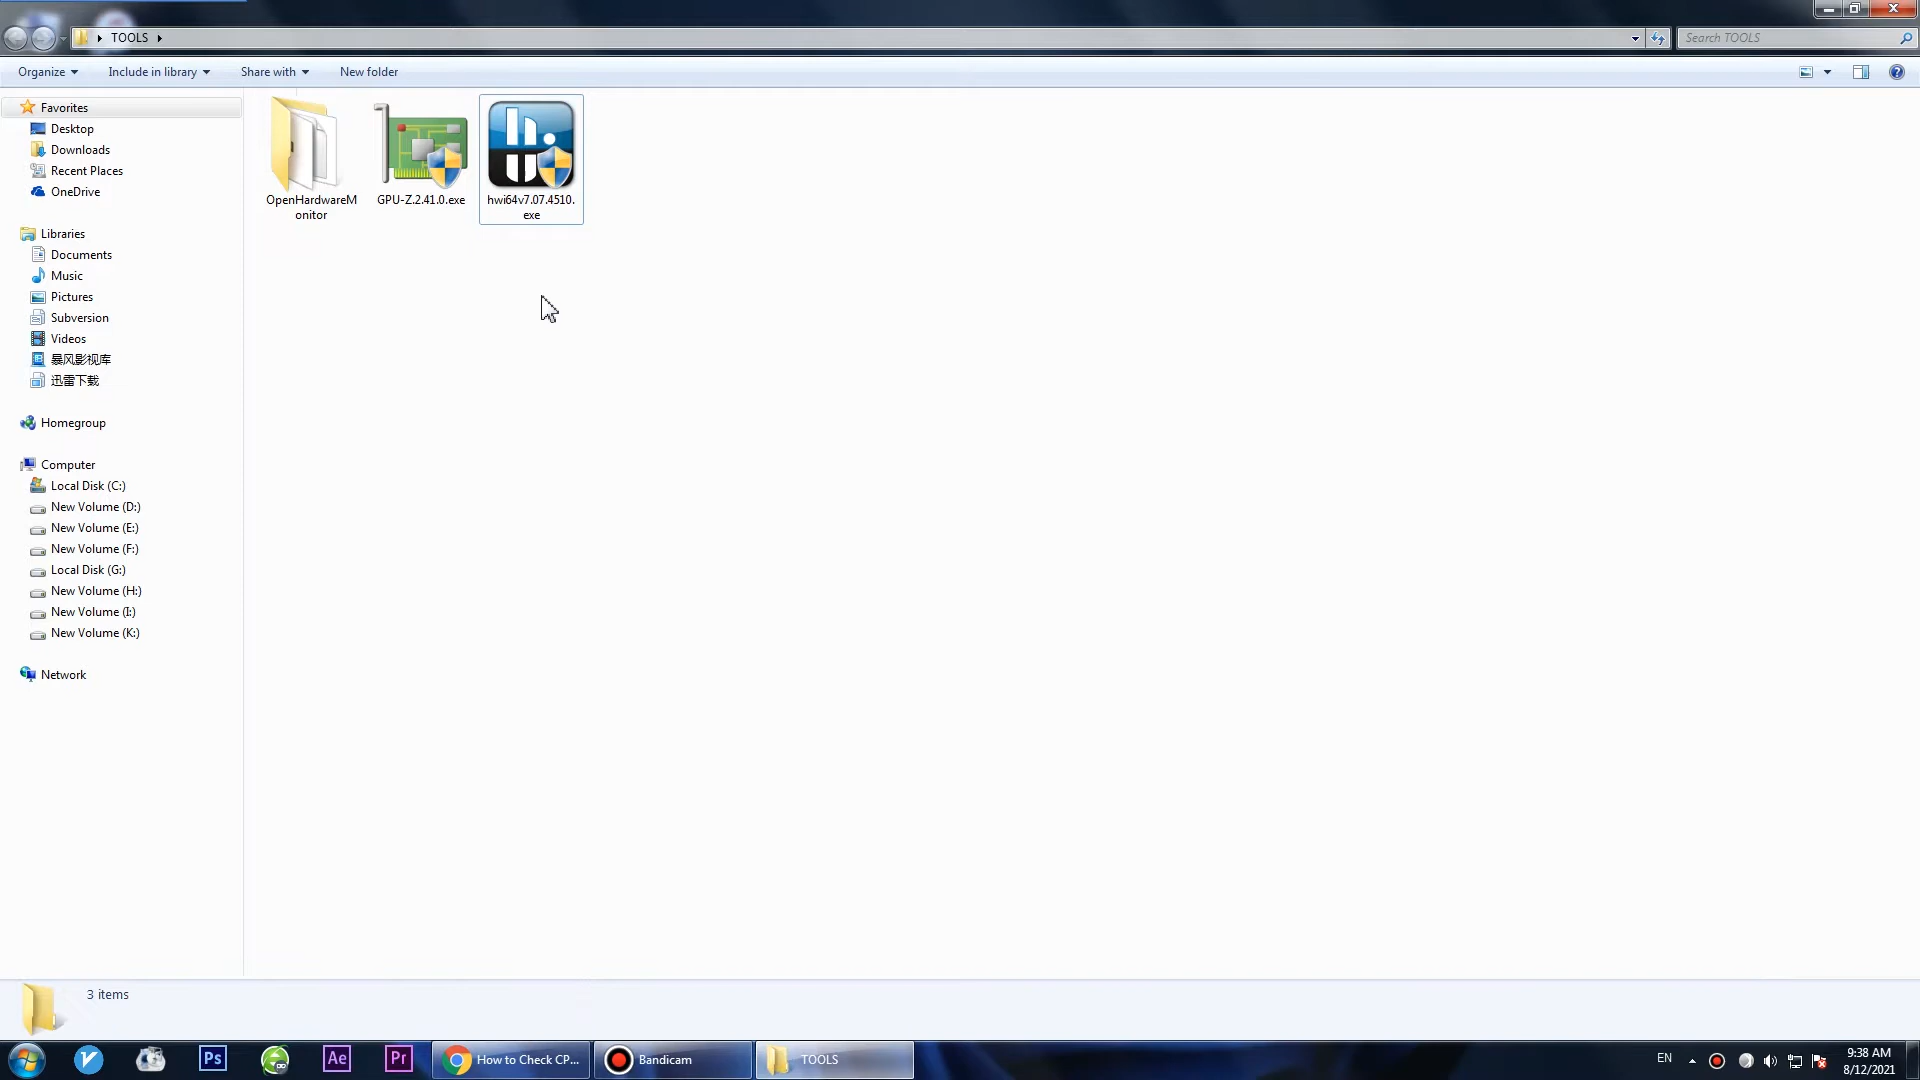 TOOLS
Search TOOLS
Organize
Include in library
Share with
New folder
Favorites
Desktop
Downloads
Recent Places
OneDrive
Libraries
Documents
Music
Pictures
Subversion
Videos
暴风影视库
迅雷下载
Homegroup
Computer
Local Disk (C:)
New Volume (D:)
New Volume (E:)
New Volume (F:)
Local Disk (G:)
New Volume (H:)
New Volume (I:)
New Volume (K:)
Network
OpenHardwareM
onitor
GPU-Z.2.41.0.exe
hwi64v7.07.4510.
exe
3 items
Ps
Ae
Pr
How to Check CP...
Bandicam
TOOLS
EN
9:38 AM
8/12/2021